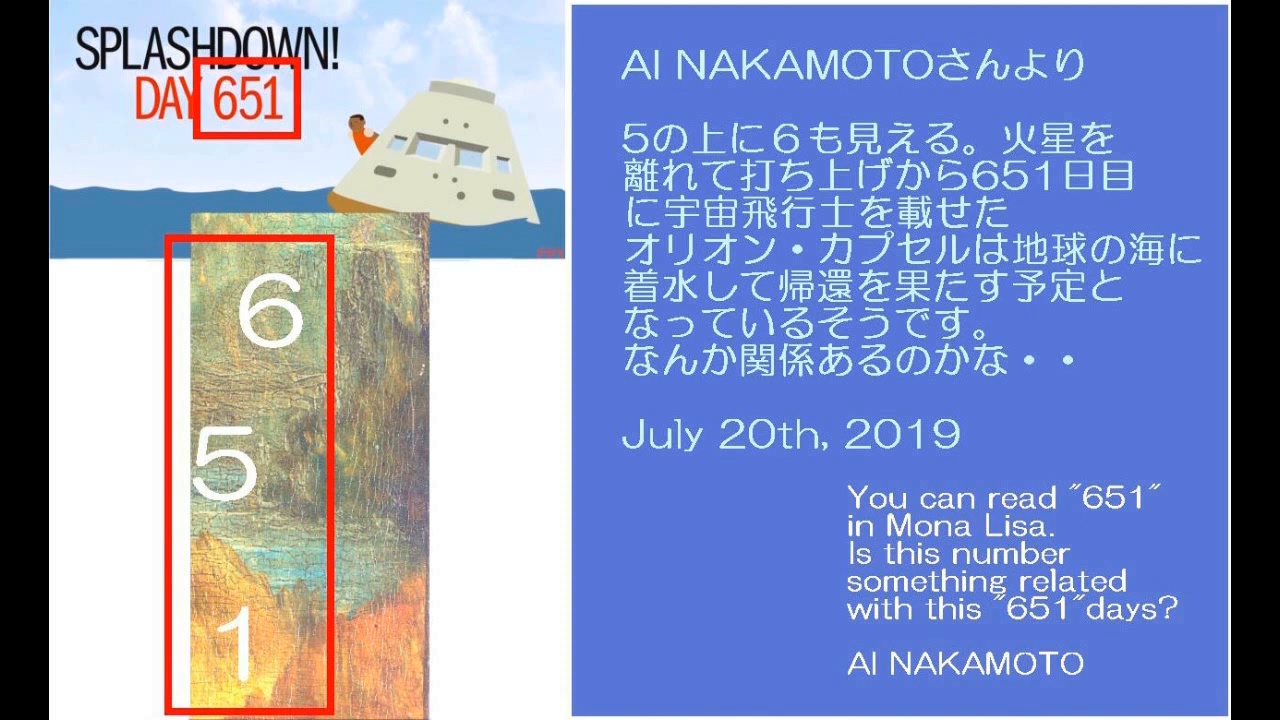 SPLASHDOWN!
DAY 651
6
5
1
AI NAKAMOTOさんより
5の上に6も見える。火星を
離れて打ち上げから651日目
に宇宙飛行士を載せた
オリオン・カプセルは地球の海に
着水して帰還を果たす予定と
なっているそうです。
なんか関係あるのかな・・
July 20th, 2019
You can read "651"
in Mona Lisa.
Is this number
something related
with this "651"days?
AI NAKAMOTO